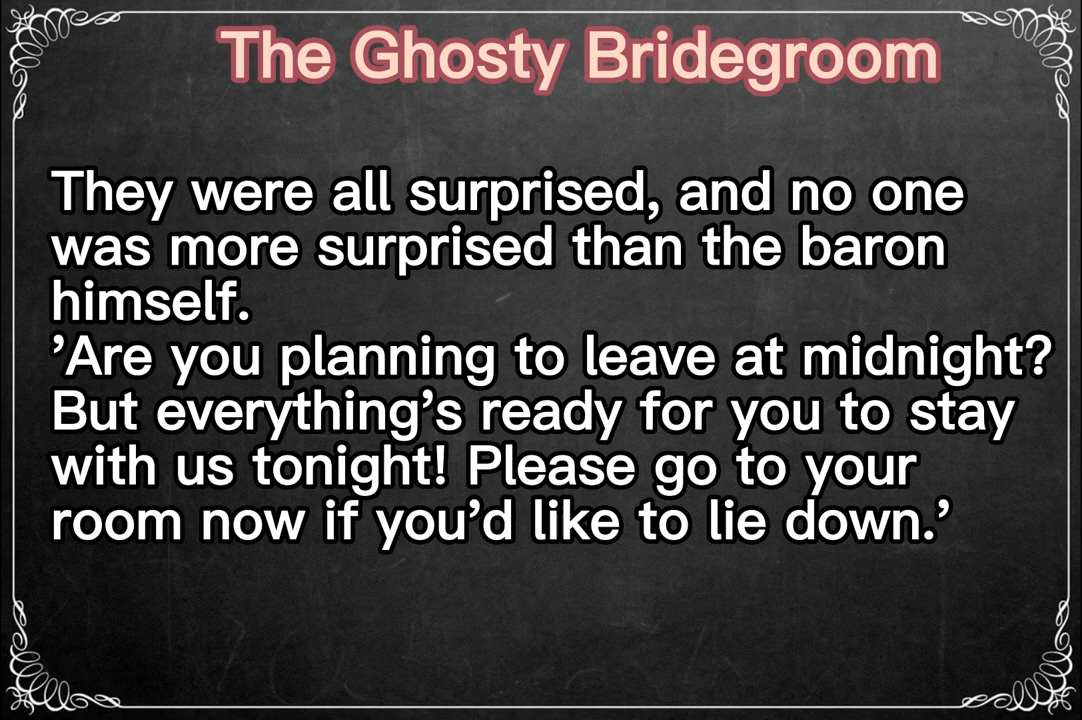 The Ghosty Bridegroom
They were all surprised, and no one
was more surprised than the baron
himself.
’Are you planning to leave at midnight?
But everything’s ready for you to stay
with us tonight! Please go to your
room now if you’d like to lie down.’